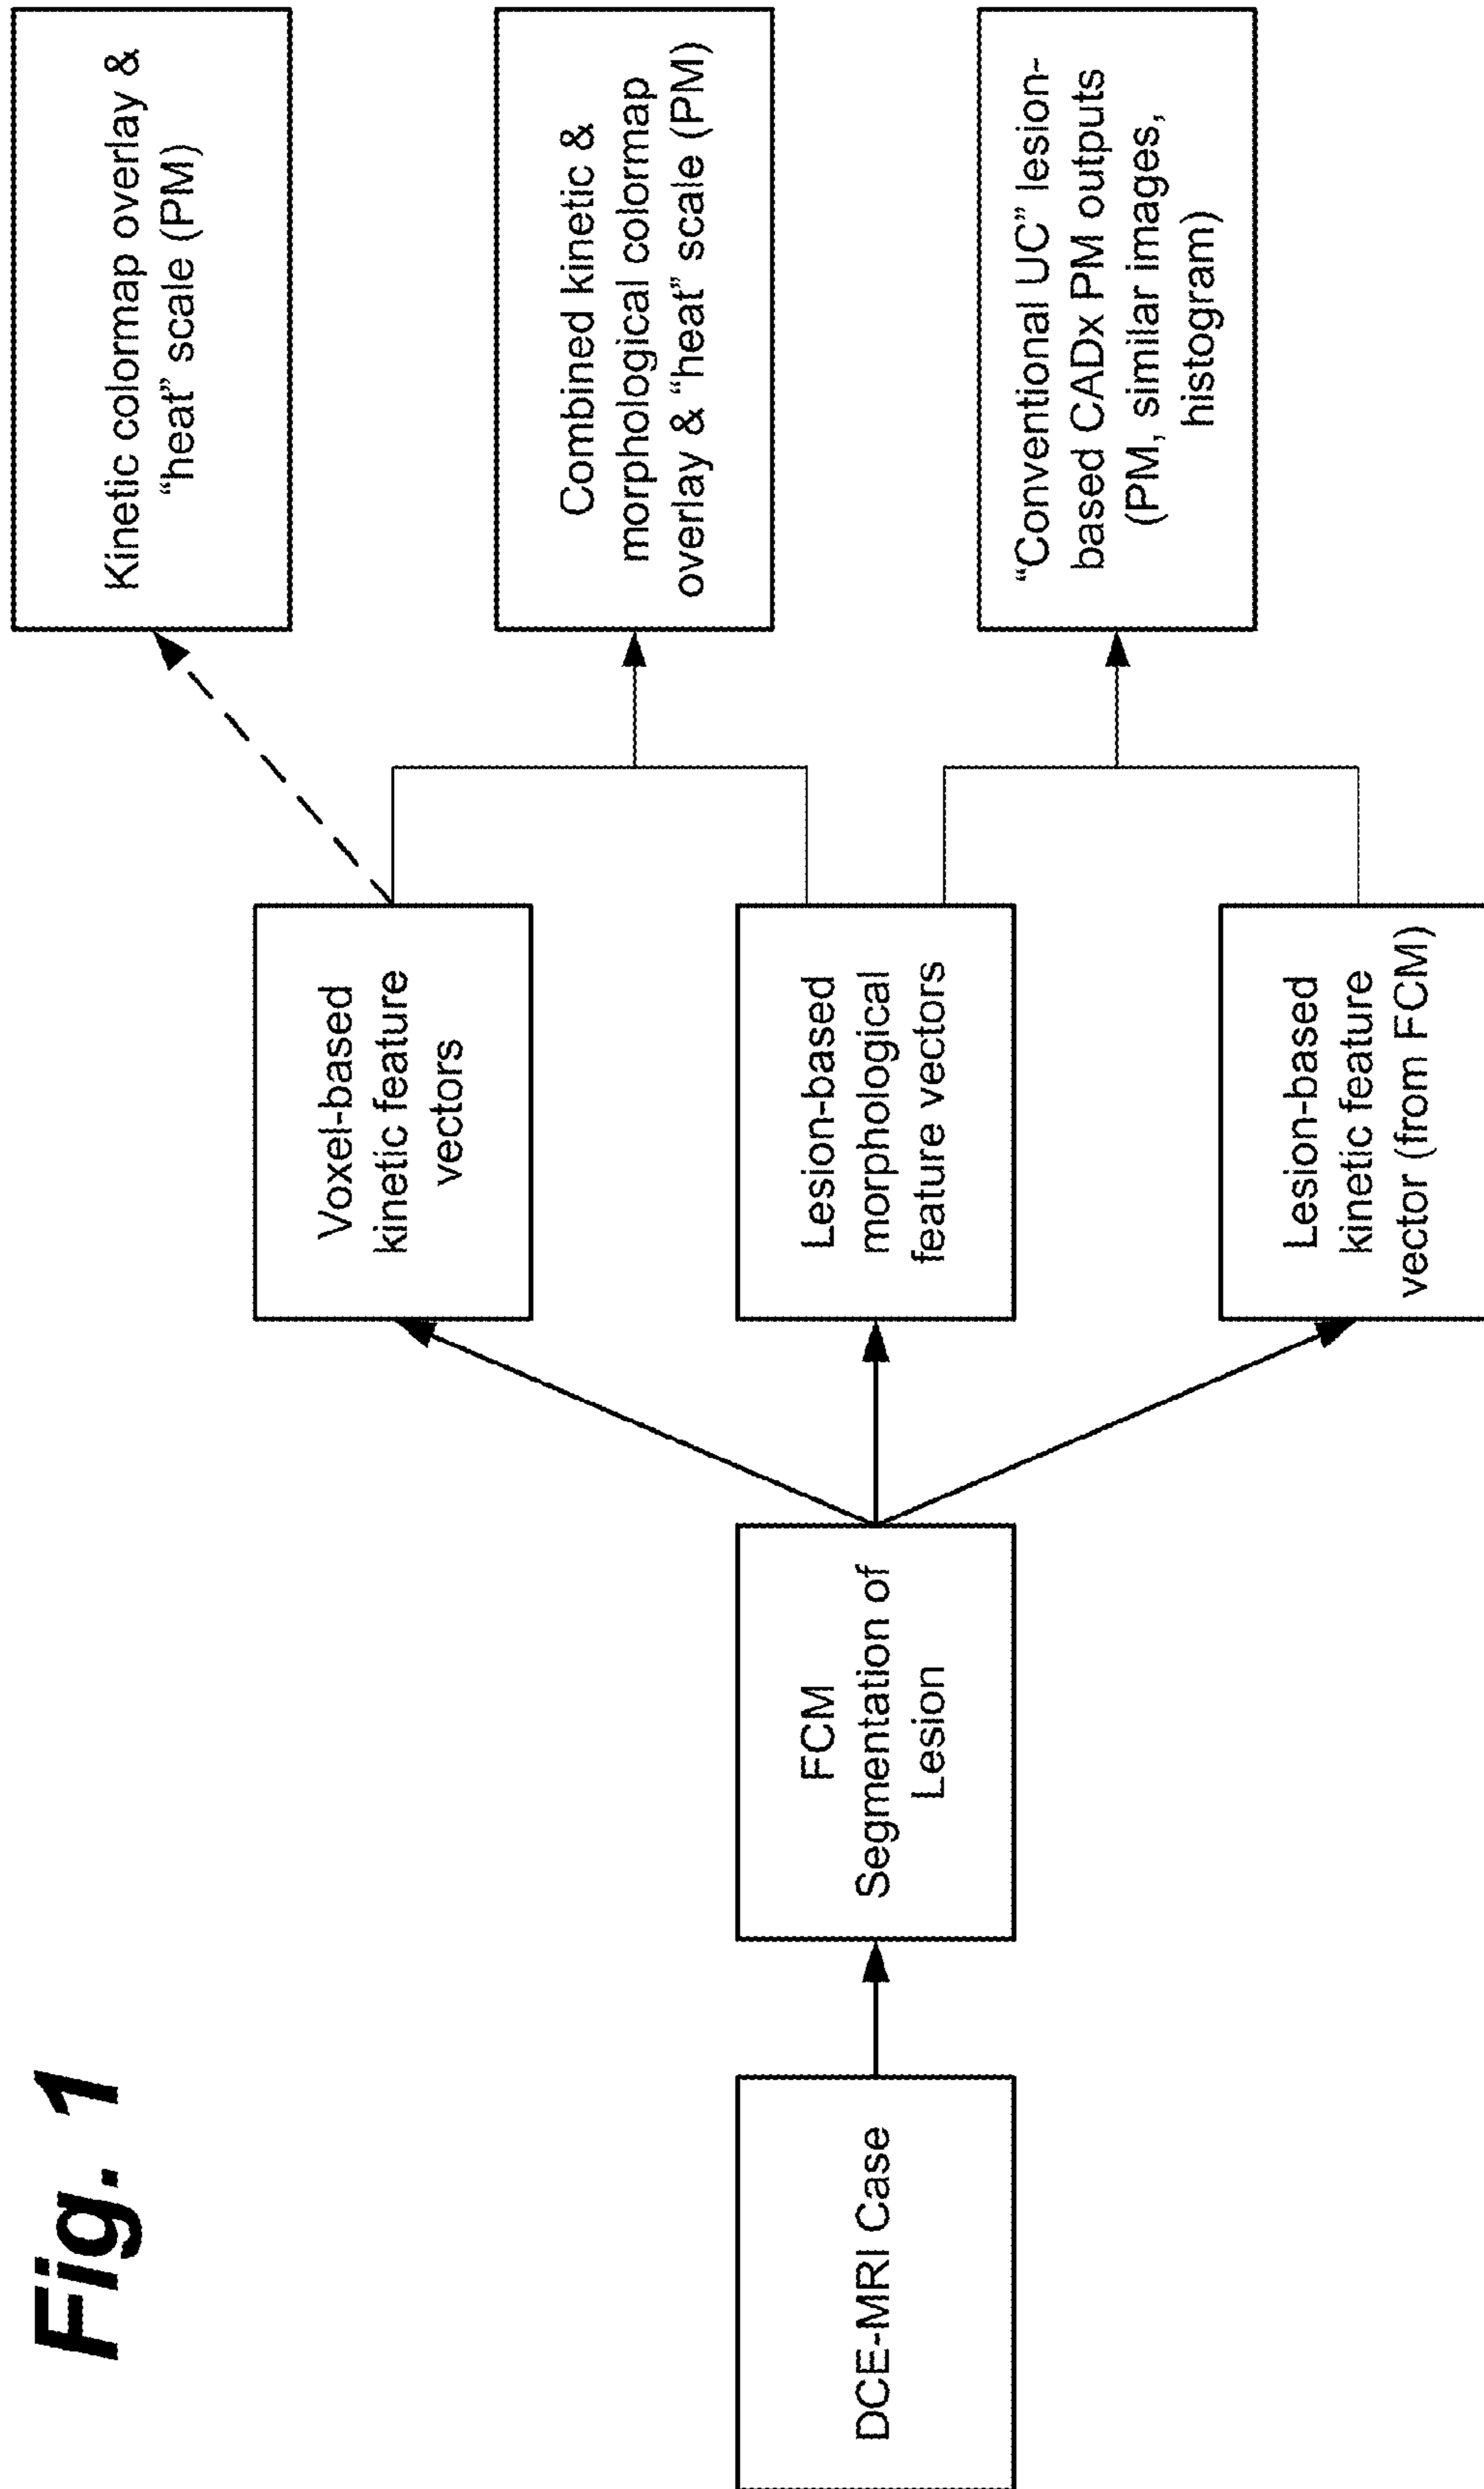 Fig. 1
DCE-MRI Case
FCM
Segmentation of
Lesion
Voxel-based
kinetic feature
vectors
Lesion-based
morphological
feature vectors
Lesion-based
kinetic feature
vector (from FCM)
Kinetic colormap overlay &
“heat” scale (PM)
Combined kinetic &
morphological colormap
overlay & “heat” scale (PM)
“Conventional UC” lesion-
based CADx PM outputs
(PM, similar images,
histogram)